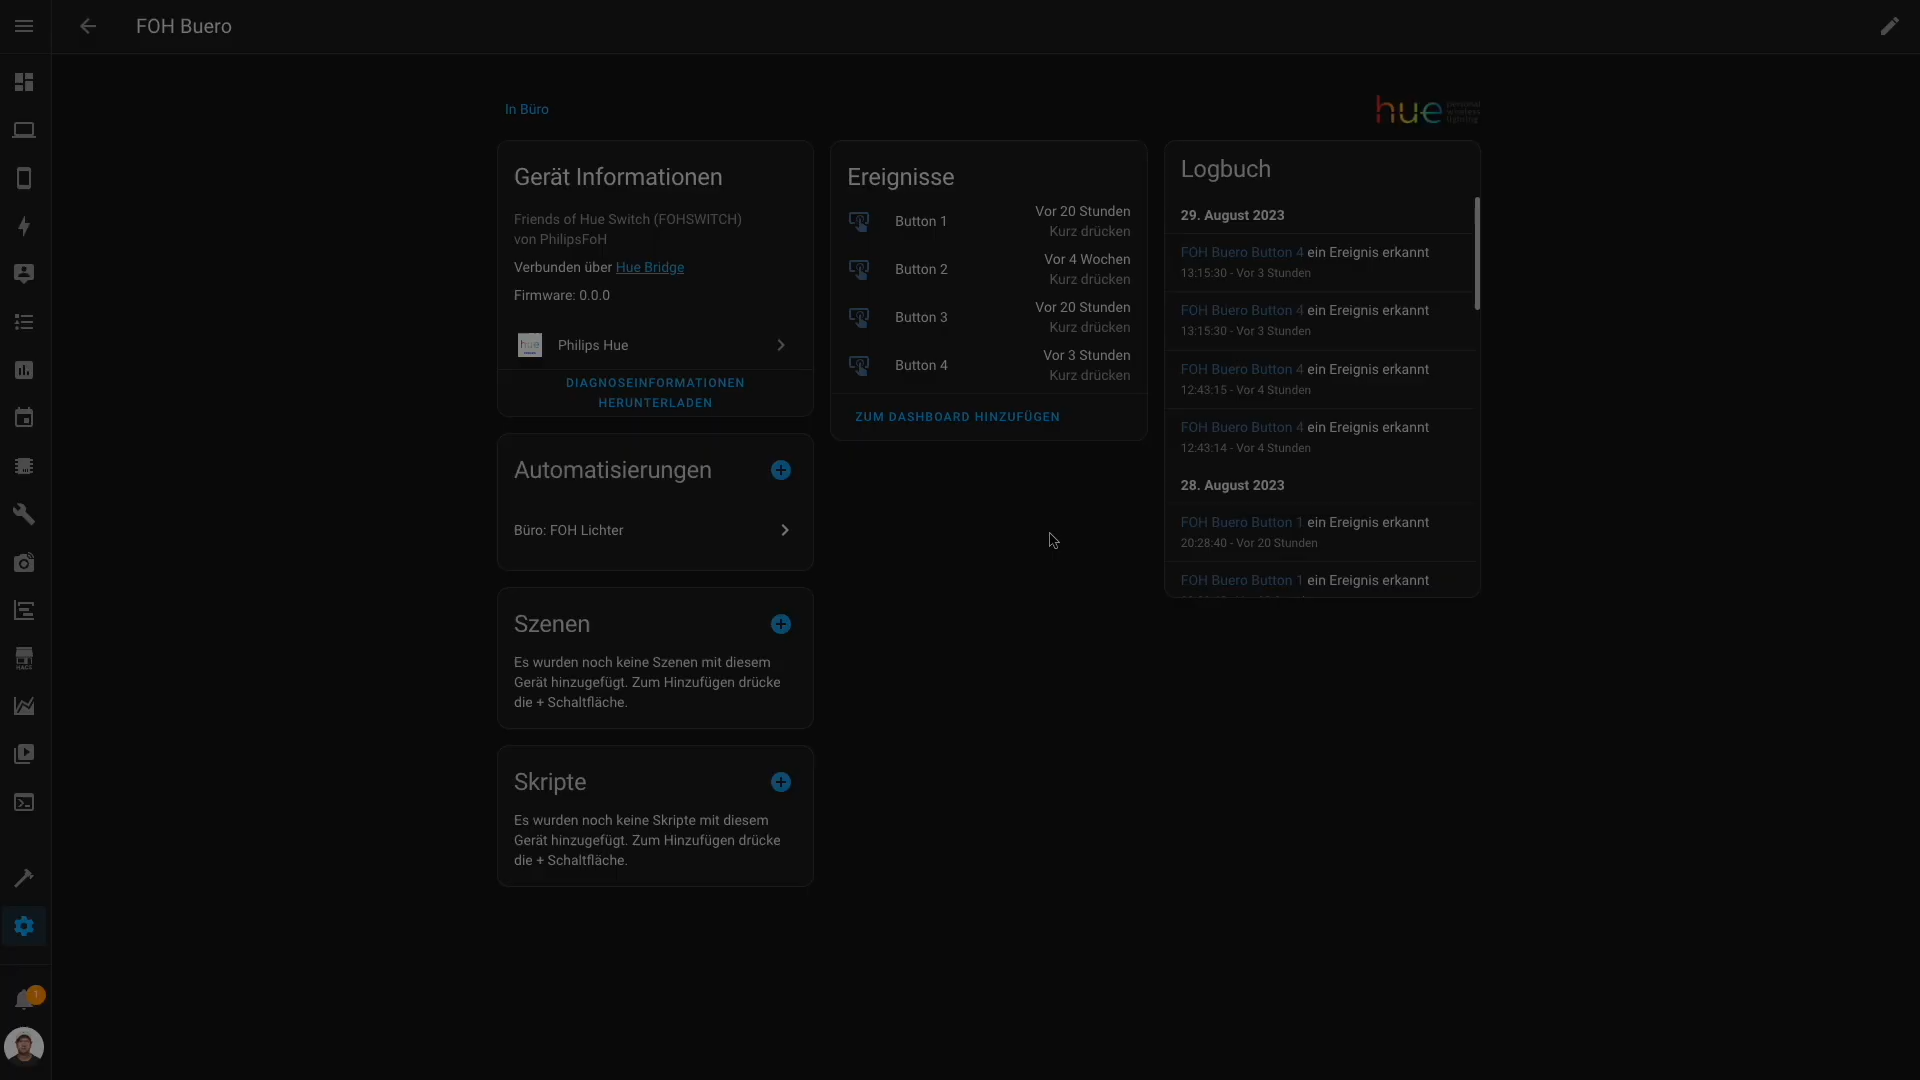 FOH Buero
In Büro
hue personal wireless lighting
Gerät Informationen
Friends of Hue Switch (FOHSWITCH)
von PhilipsFoH
Verbunden über Hue Bridge
Firmware: 0.0.0
hue
Philips Hue
DIAGNOSEINFORMATIONEN
HERUNTERLADEN
Automatisierungen
Büro: FOH Lichter
Szenen
Es wurden noch keine Szenen mit diesem
Gerät hinzugefügt. Zum Hinzufügen drücke
die + Schaltfläche.
Skripte
Es wurden noch keine Skripte mit diesem
Gerät hinzugefügt. Zum Hinzufügen drücke
die + Schaltfläche.
Ereignisse
Button 1
Vor 20 Stunden
Kurz drücken
Button 2
Vor 4 Wochen
Kurz drücken
Button 3
Vor 20 Stunden
Kurz drücken
Button 4
Vor 3 Stunden
Kurz drücken
ZUM DASHBOARD HINZUFÜGEN
Logbuch
29. August 2023
FOH Buero Button 4 ein Ereignis erkannt
13:15:30 - Vor 3 Stunden
FOH Buero Button 4 ein Ereignis erkannt
13:15:30 - Vor 3 Stunden
FOH Buero Button 4 ein Ereignis erkannt
12:43:15 - Vor 4 Stunden
FOH Buero Button 4 ein Ereignis erkannt
12:43:14 - Vor 4 Stunden
28. August 2023
FOH Buero Button 1 ein Ereignis erkannt
20:28:40 - Vor 20 Stunden
FOH Buero Button 1 ein Ereignis erkannt
HACS
1